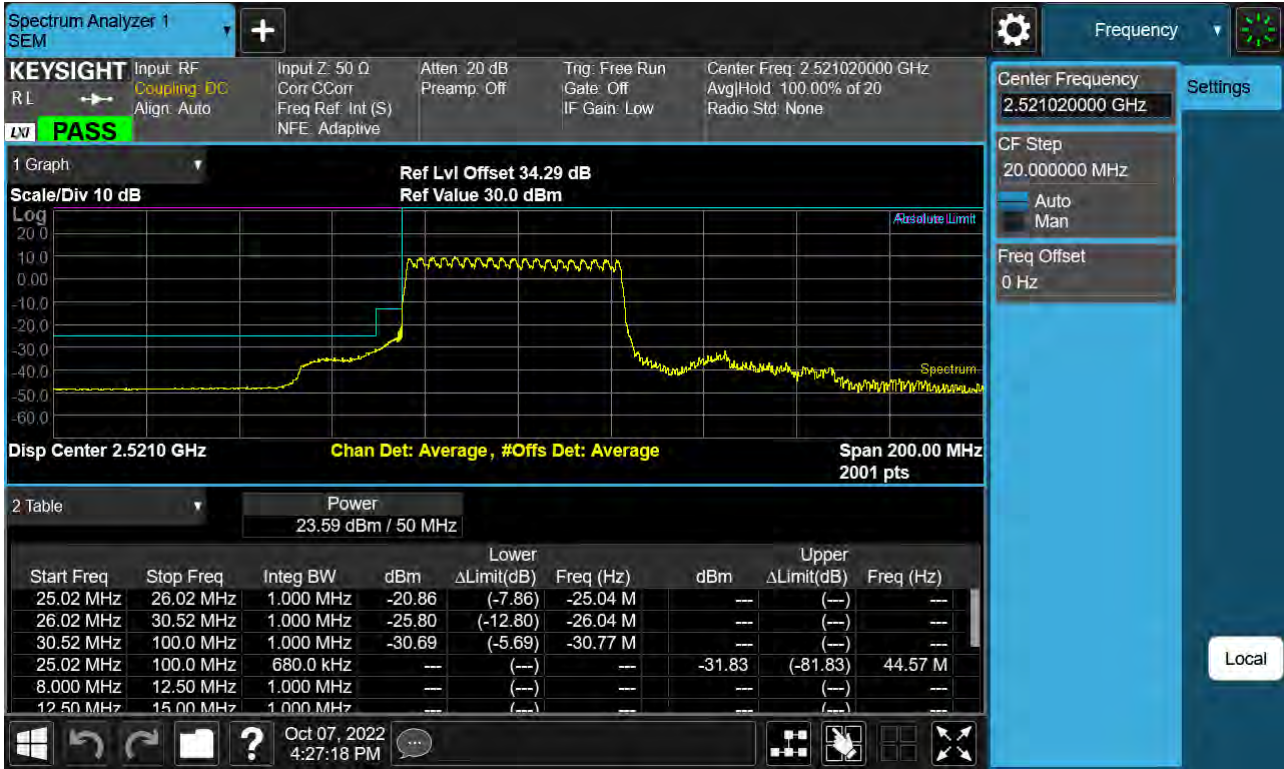 Spectrum Analyzer 1
SEM
Frequency
KEYSIGHT
RL
LXI
PASS
Input: RF
Coupling: DC
Align: Auto
Input Z: 50 Ω
Corr CCorr
Freq Ref: Int (S)
NFE: Adaptive
Atten: 20 dB
Preamp: Off
Trig: Free Run
Gate: Off
IF Gain: Low
Center Freq: 2.521020000 GHz
Avg|Hold: 100.00% of 20
Radio Std: None
Center Frequency
2.521020000 GHz
Settings
CF Step
20.000000 MHz
Auto
Man
Freq Offset
0 Hz
Local
1 Graph
Scale/Div 10 dB
Ref Lvl Offset 34.29 dB
Ref Value 30.0 dBm
Log
20.0
10.0
0.00
-10.0
-20.0
-30.0
-40.0
-50.0
-60.0
Limit
Spectrum
Disp Center 2.5210 GHz
Chan Det: Average , #Offs Det: Average
Span 200.00 MHz
2001 pts
2 Table
Power
23.59 dBm / 50 MHz
Lower Upper
Start Freq Stop Freq Integ BW dBm ΔLimit(dB) Freq (Hz) dBm ΔLimit(dB) Freq (Hz)
25.02 MHz 26.02 MHz 1.000 MHz -20.86 (-7.86) -25.04 M --- (---) ---
26.02 MHz 30.52 MHz 1.000 MHz -25.80 (-12.80) -26.04 M --- (---) ---
30.52 MHz 100.0 MHz 1.000 MHz -30.69 (-5.69) -30.77 M --- (---) ---
25.02 MHz 100.0 MHz 680.0 kHz --- (---) --- -31.83 (-81.83) 44.57 M
8.000 MHz 12.50 MHz 1.000 MHz --- (---) --- --- (---) ---
12.50 MHz 15.00 MHz 1.000 MHz --- (---) --- --- (---) ---
Oct 07, 2022
4:27:18 PM